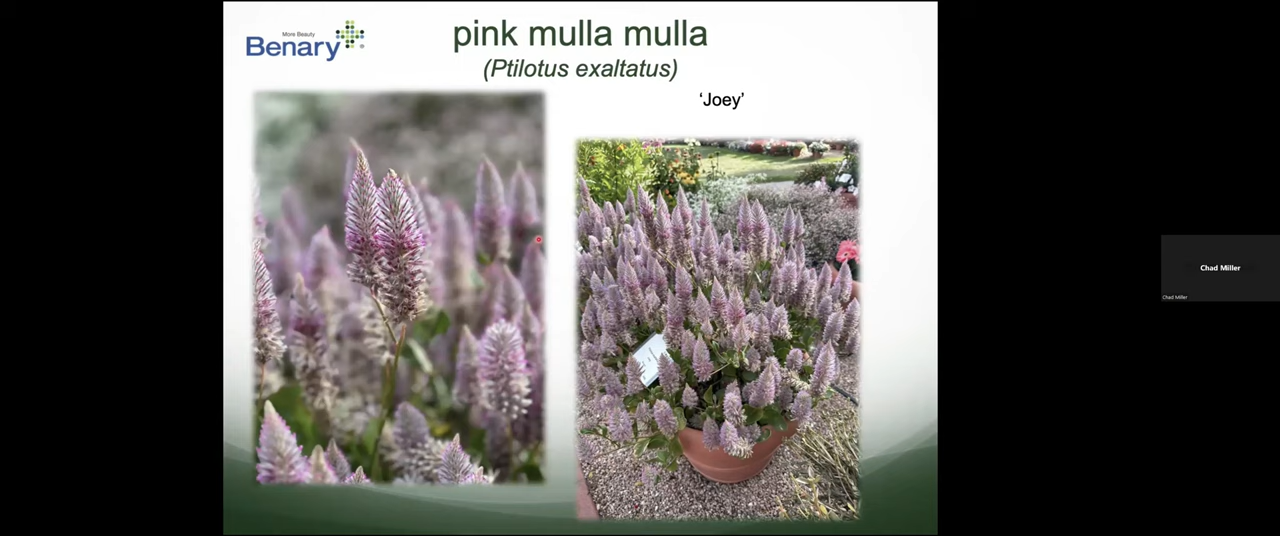 More Beauty
Benary
pink mulla mulla
(Ptilotus exaltatus)
‘Joey’
Chad Miller
Chad Miller